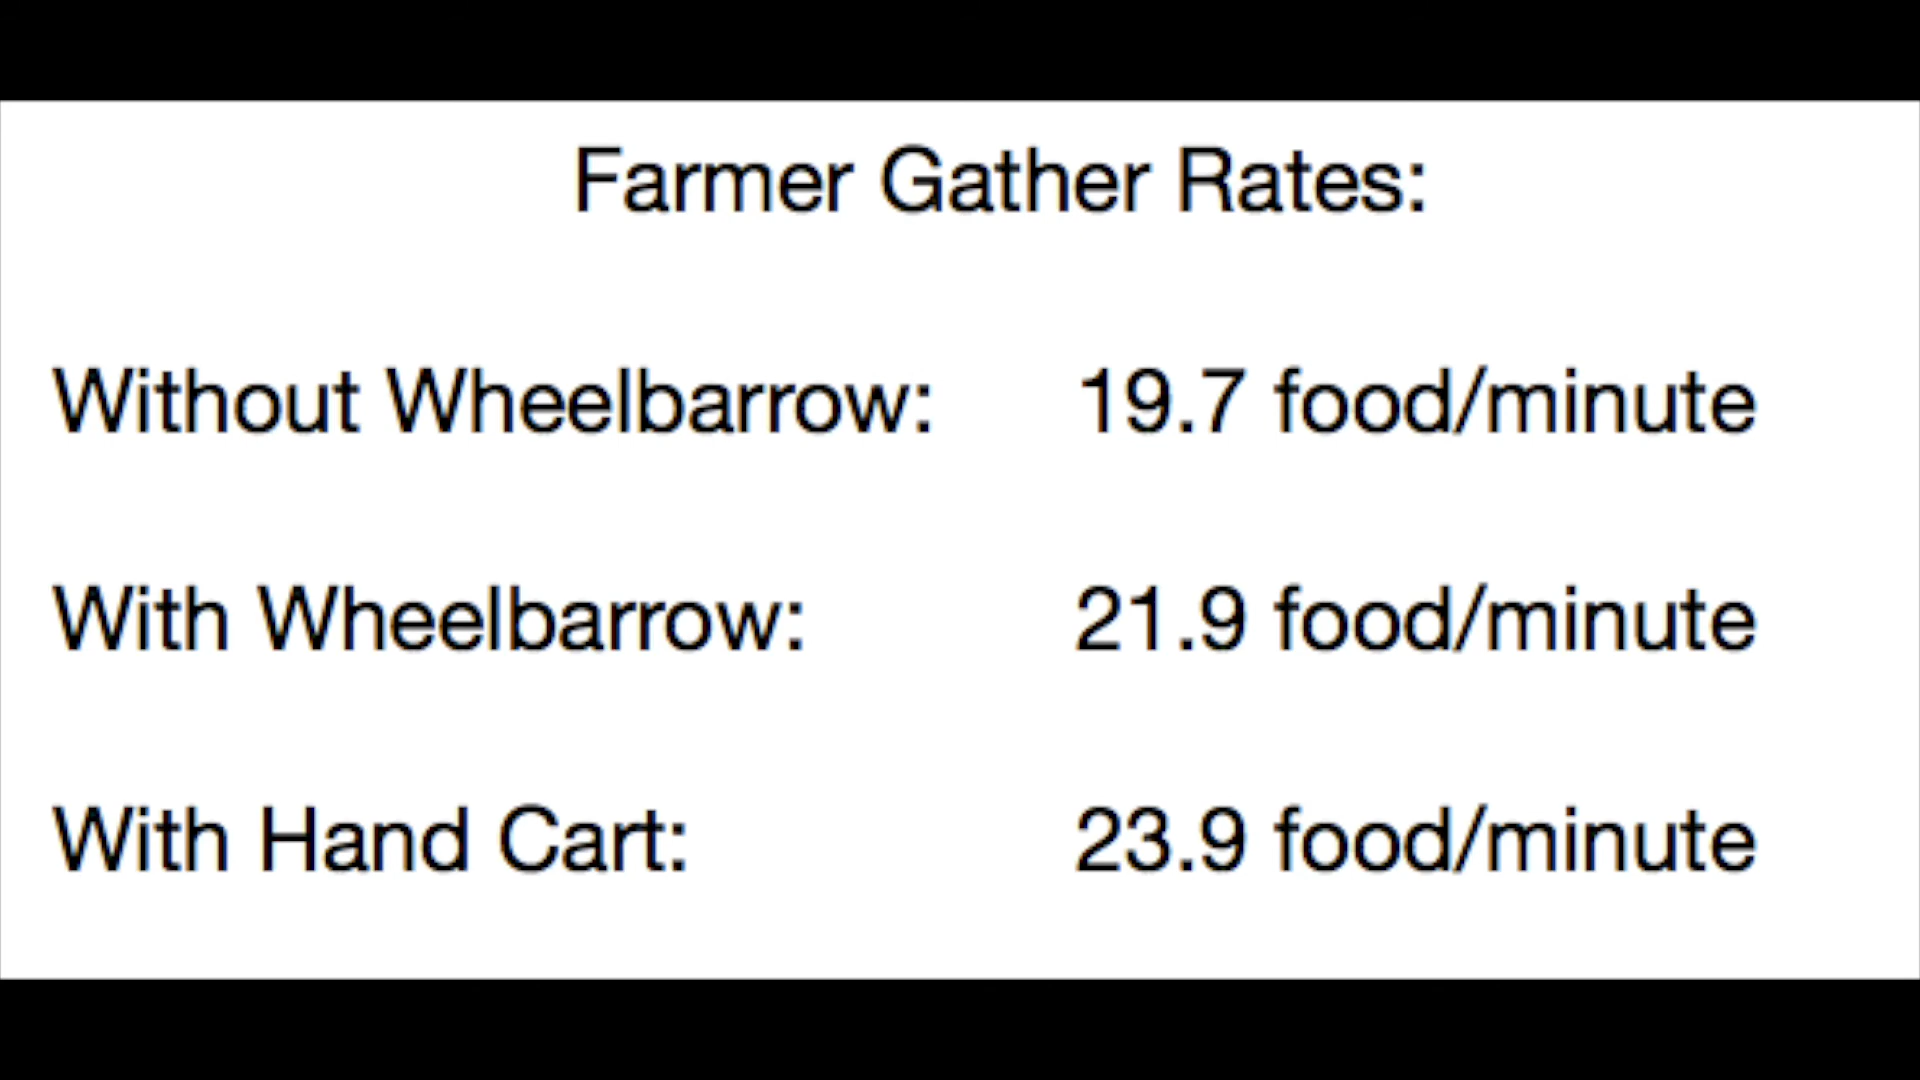 Farmer Gather Rates:
Without Wheelbarrow: 19.7 food/minute
With Wheelbarrow: 21.9 food/minute
With Hand Cart: 23.9 food/minute